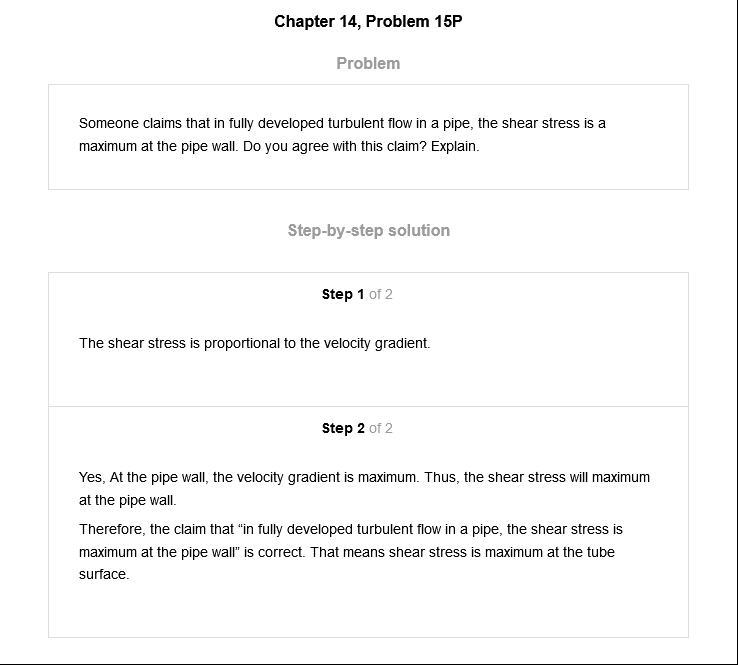 Chapter 14, Problem 15P
Problem
Someone claims that in fully developed turbulent flow in a pipe, the shear stress is a
maximum at the pipe wall. Do you agree with this claim? Explain.
Step-by-step solution
Step 1 of 2
The shear stress is proportional to the velocity gradient.
Step 2 of 2
Yes, At the pipe wall, the velocity gradient is maximum. Thus, the shear stress will maximum
at the pipe wall.
Therefore, the claim that “in fully developed turbulent flow in a pipe, the shear stress is
maximum at the pipe wall” is correct. That means shear stress is maximum at the tube
surface.